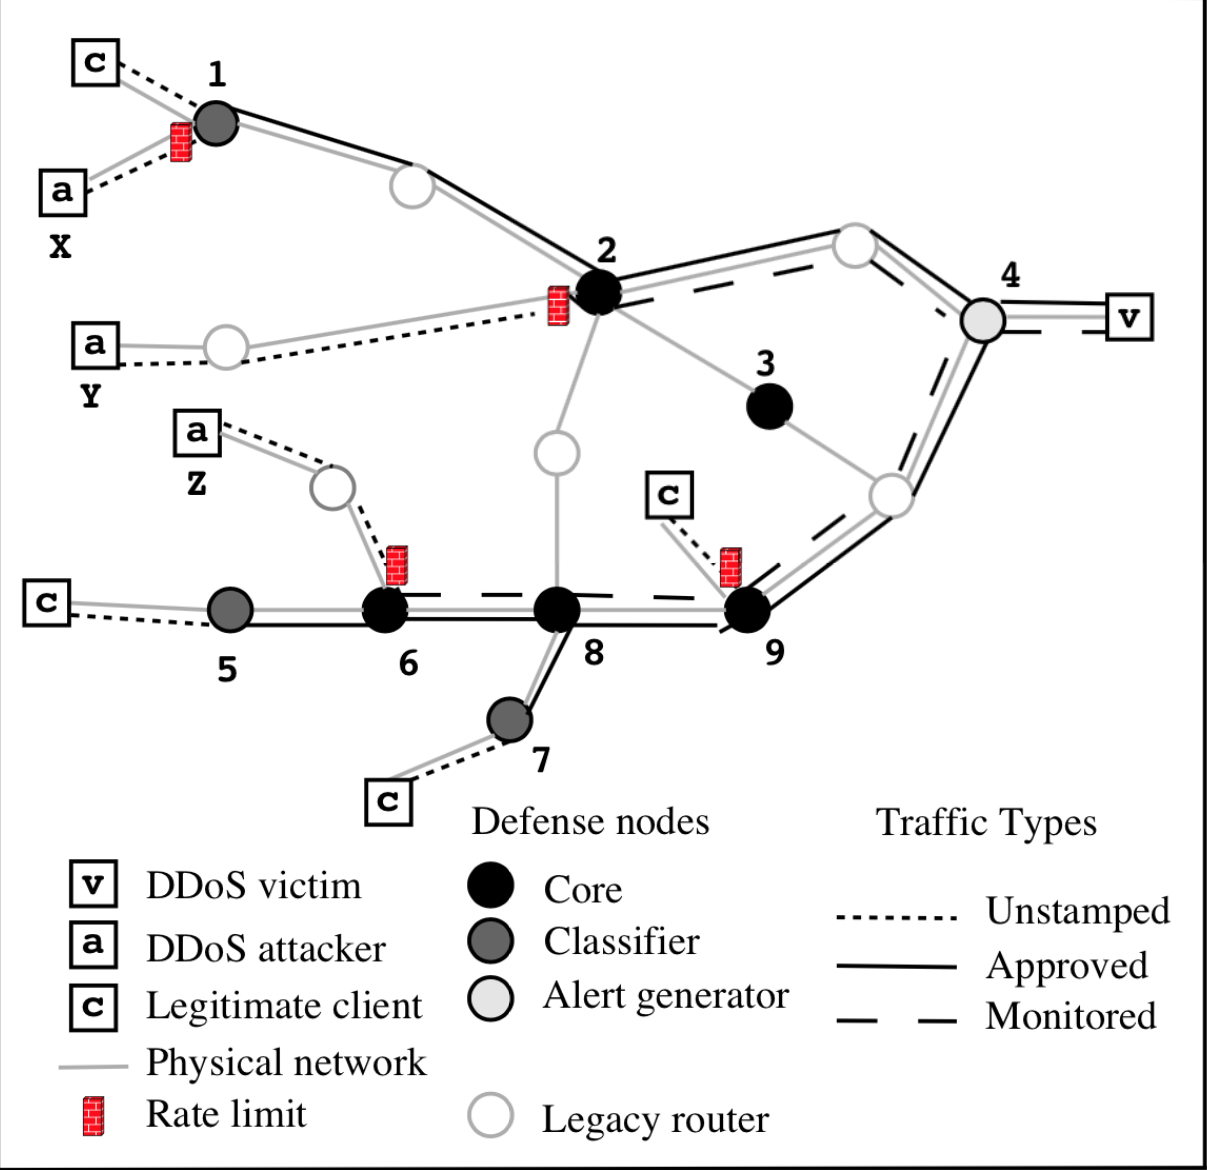 c
1
a
X
2
4
v
a
Y
3
a
Z
c
c
5
6
8
9
7
c
Defense nodes
Traffic Types
v DDoS victim
Core
Unstamped
a DDoS attacker
Classifier
Approved
c Legitimate client
Alert generator
Monitored
Physical network
Rate limit
Legacy router